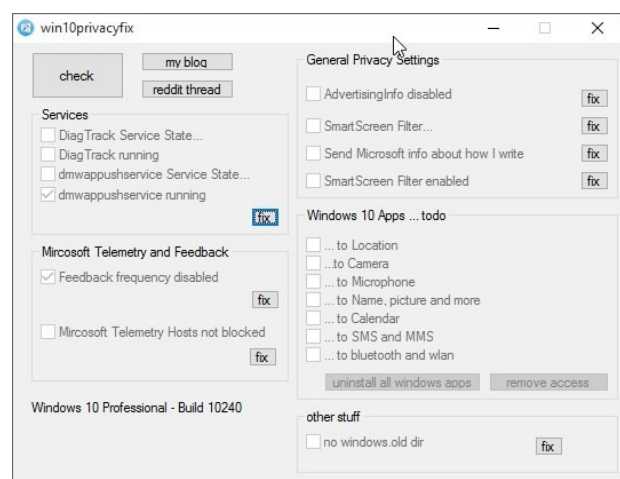 win10privacyfix
check
my blog
reddit thread
Services
DiagTrack Service State...
DiagTrack running
dmwappushservice Service State...
dmwappushservice running
fix
Mircosoft Telemetry and Feedback
Feedback frequency disabled
fix
Mircosoft Telemetry Hosts not blocked
fix
Windows 10 Professional - Build 10240
General Privacy Settings
AdvertisingInfo disabled
fix
SmartScreen Filter...
fix
Send Microsoft info about how I write
fix
SmartScreen Filter enabled
fix
Windows 10 Apps ... todo
... to Location
...to Camera
... to Microphone
... to Name, picture and more
... to Calendar
... to SMS and MMS
... to bluetooth and wlan
uninstall all windows apps
remove access
other stuff
no windows.old dir
fix